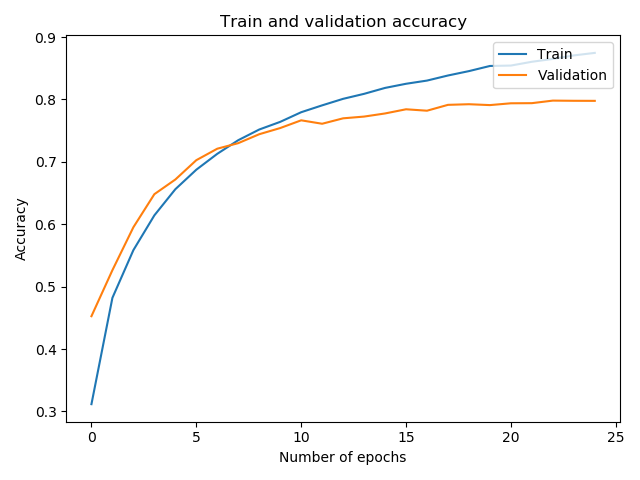 Train and validation accuracy
Train
Validation
Accuracy
0.9
0.8
0.7
0.6
0.5
0.4
0.3
0 5 10 15 20 25
Number of epochs